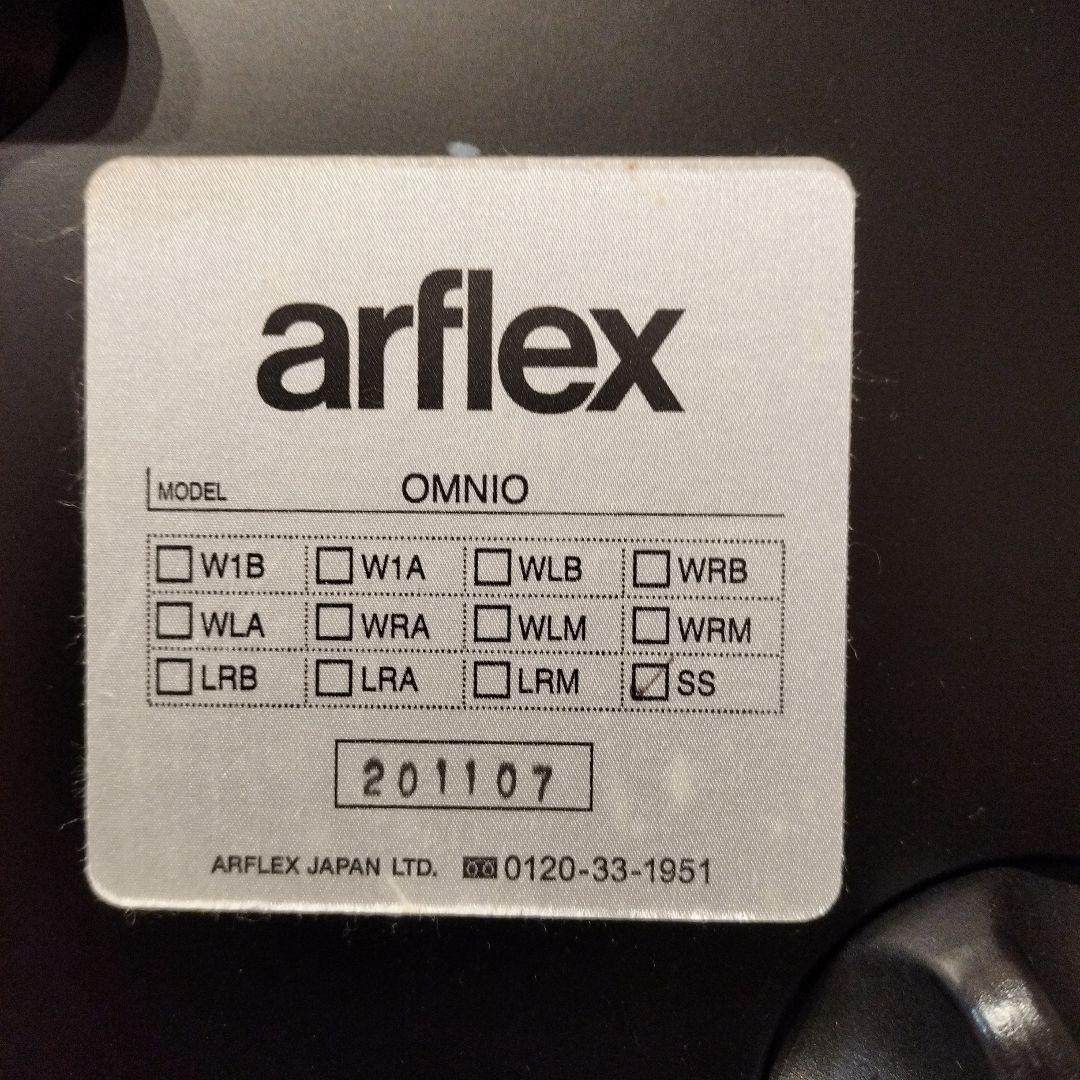 arflex
MODEL OMNIO
☐ W1B ☐ W1A ☐ WLB ☐ WRB
☐ WLA ☐ WRA ☐ WLM ☐ WRM
☐ LRB ☐ LRA ☐ LRM ☑ SS
201107
ARFLEX JAPAN LTD. 0120-33-1951